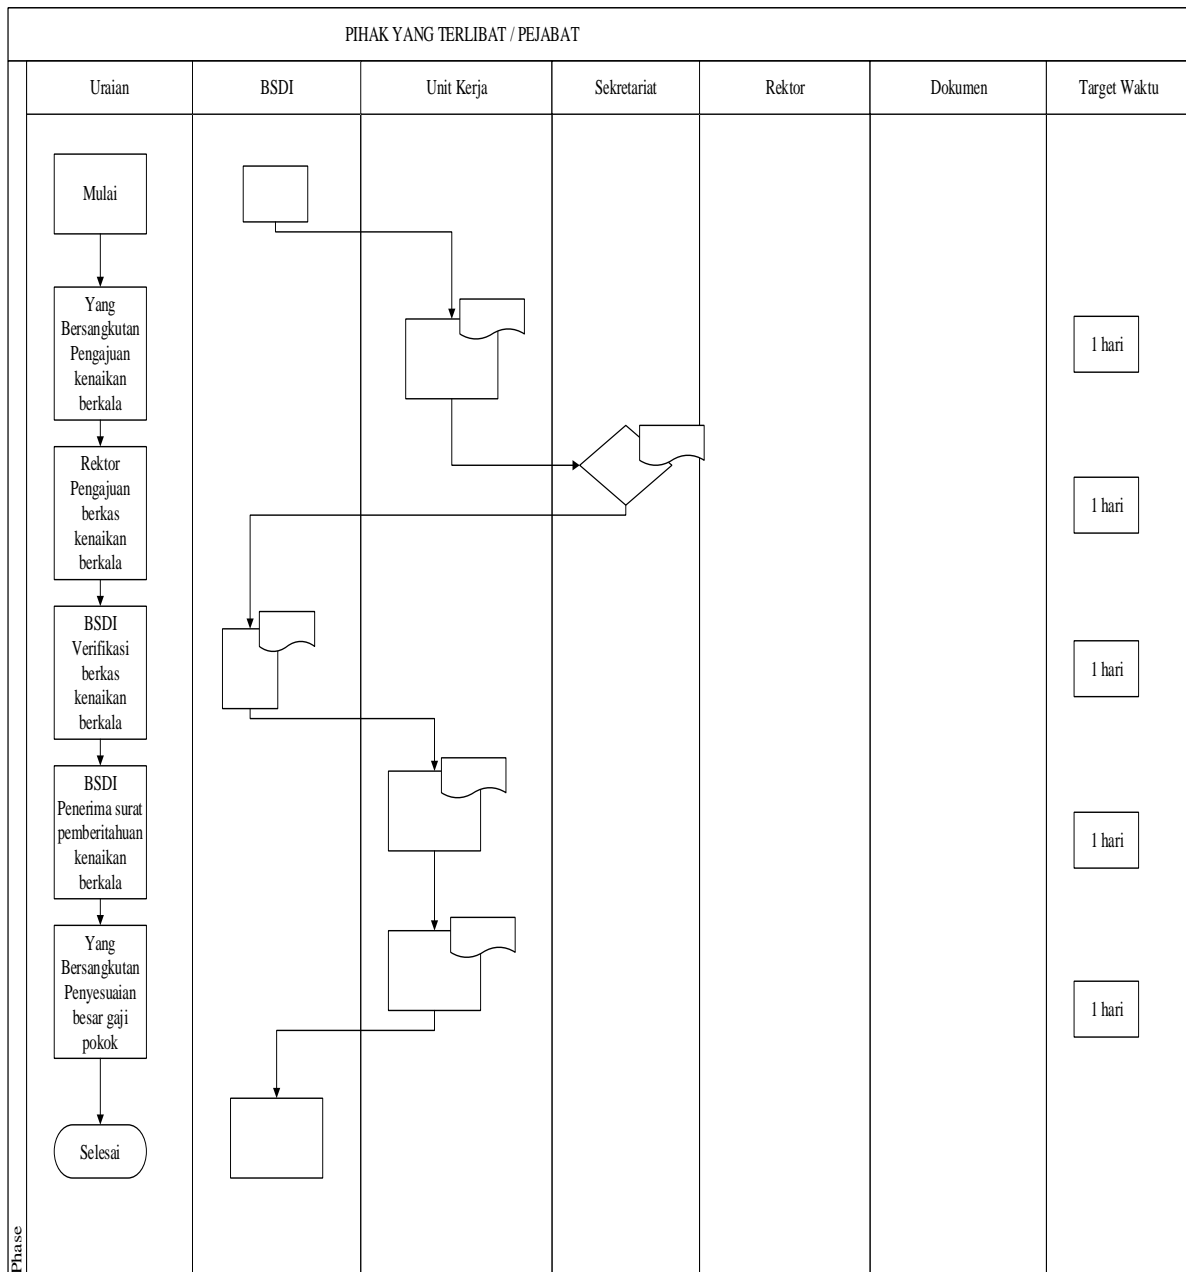 PIHAK YANG TERLIBAT / PEJABAT
Uraian
BSDI
Unit Kerja
Sekretariat
Rektor
Dokumen
Target Waktu
Mulai
Yang
Bersangkutan
Pengajuan
kenaikan
berkala
1 hari
Rektor
Pengajuan
berkas
kenaikan
berkala
1 hari
BSDI
Verifikasi
berkas
kenaikan
berkala
1 hari
BSDI
Penerima surat
pemberitahuan
kenaikan
berkala
1 hari
Yang
Bersangkutan
Penyesuaian
besar gaji
pokok
1 hari
Selesai
Phase